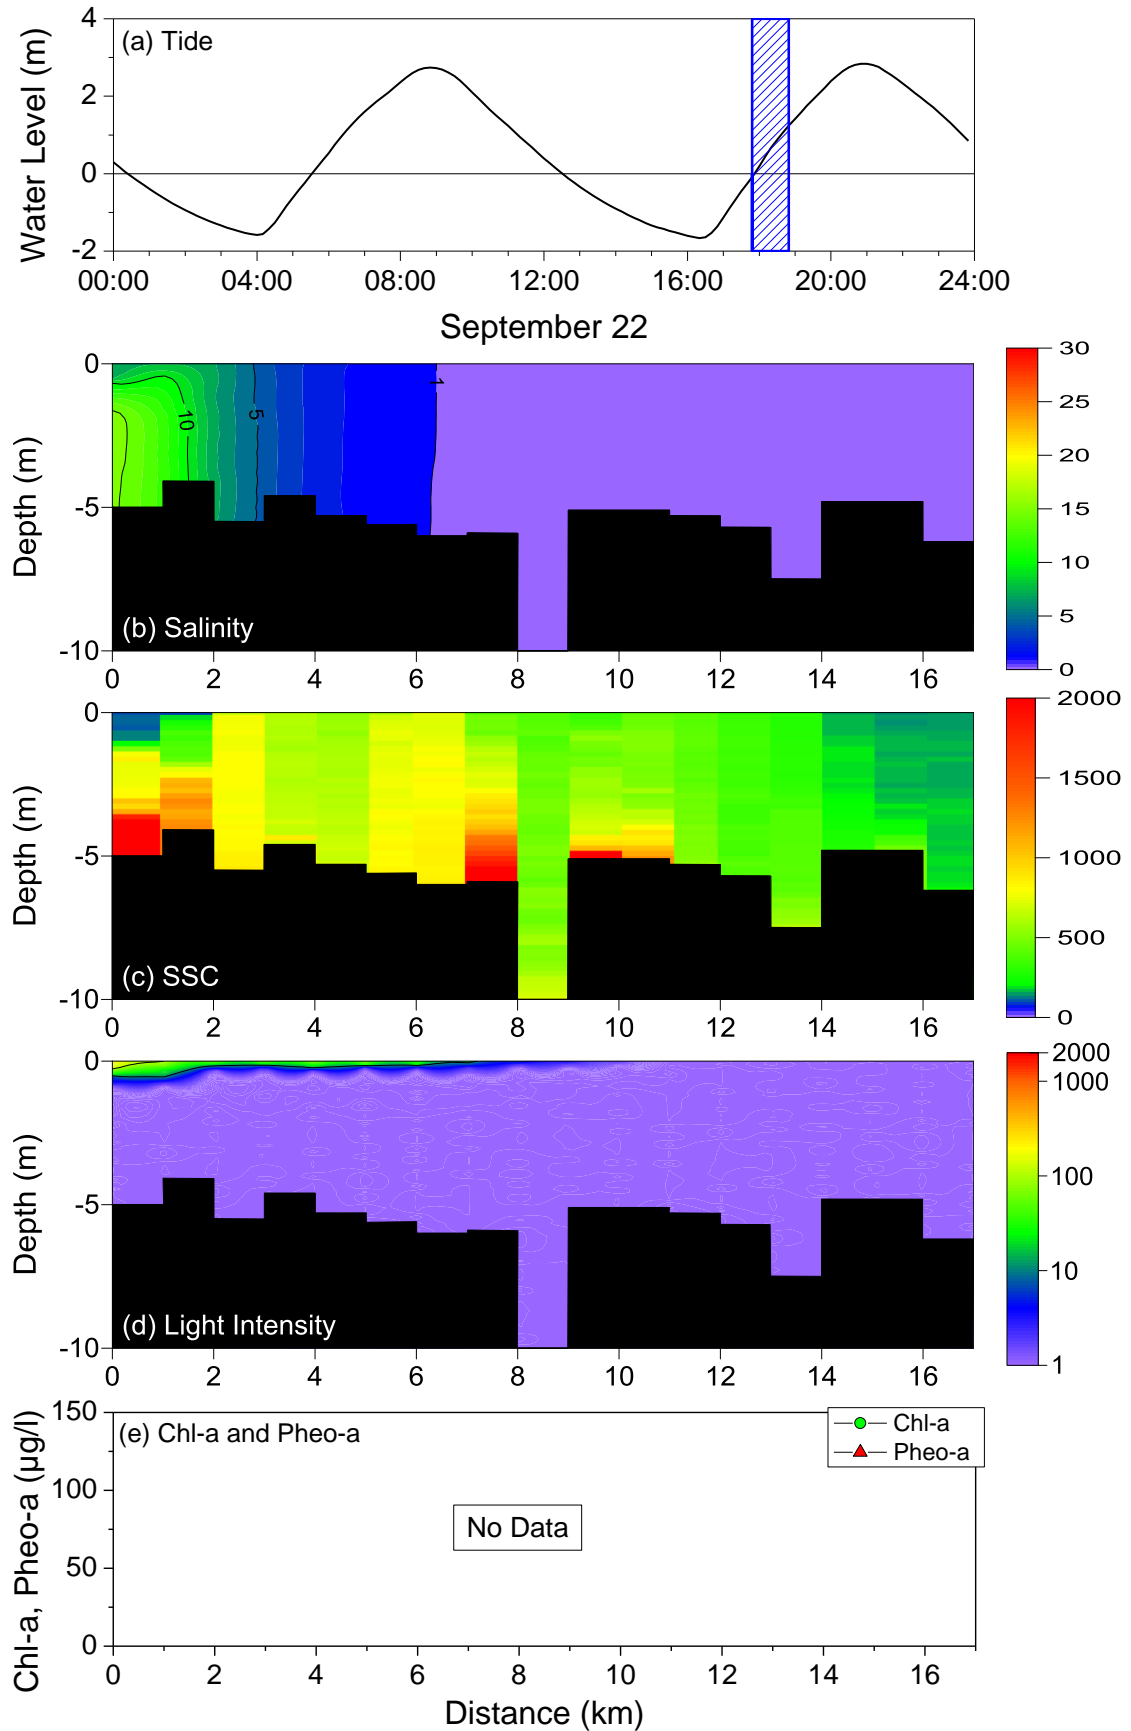 (a) Tide
Water Level (m)
4
2
0
-2
00:00 04:00 08:00 12:00 16:00 20:00 24:00
September 22
Depth (m)
0
-5
-10
10
5
1
(b) Salinity
0 2 4 6 8 10 12 14 16
30
25
20
15
10
5
0
Depth (m)
0
-5
-10
(c) SSC
0 2 4 6 8 10 12 14 16
2000
1500
1000
500
0
Depth (m)
0
-5
-10
(d) Light Intensity
0 2 4 6 8 10 12 14 16
2000
1000
100
10
1
Chl-a, Pheo-a (µg/l)
150
100
50
0
(e) Chl-a and Pheo-a
Chl-a
Pheo-a
No Data
0 2 4 6 8 10 12 14 16
Distance (km)